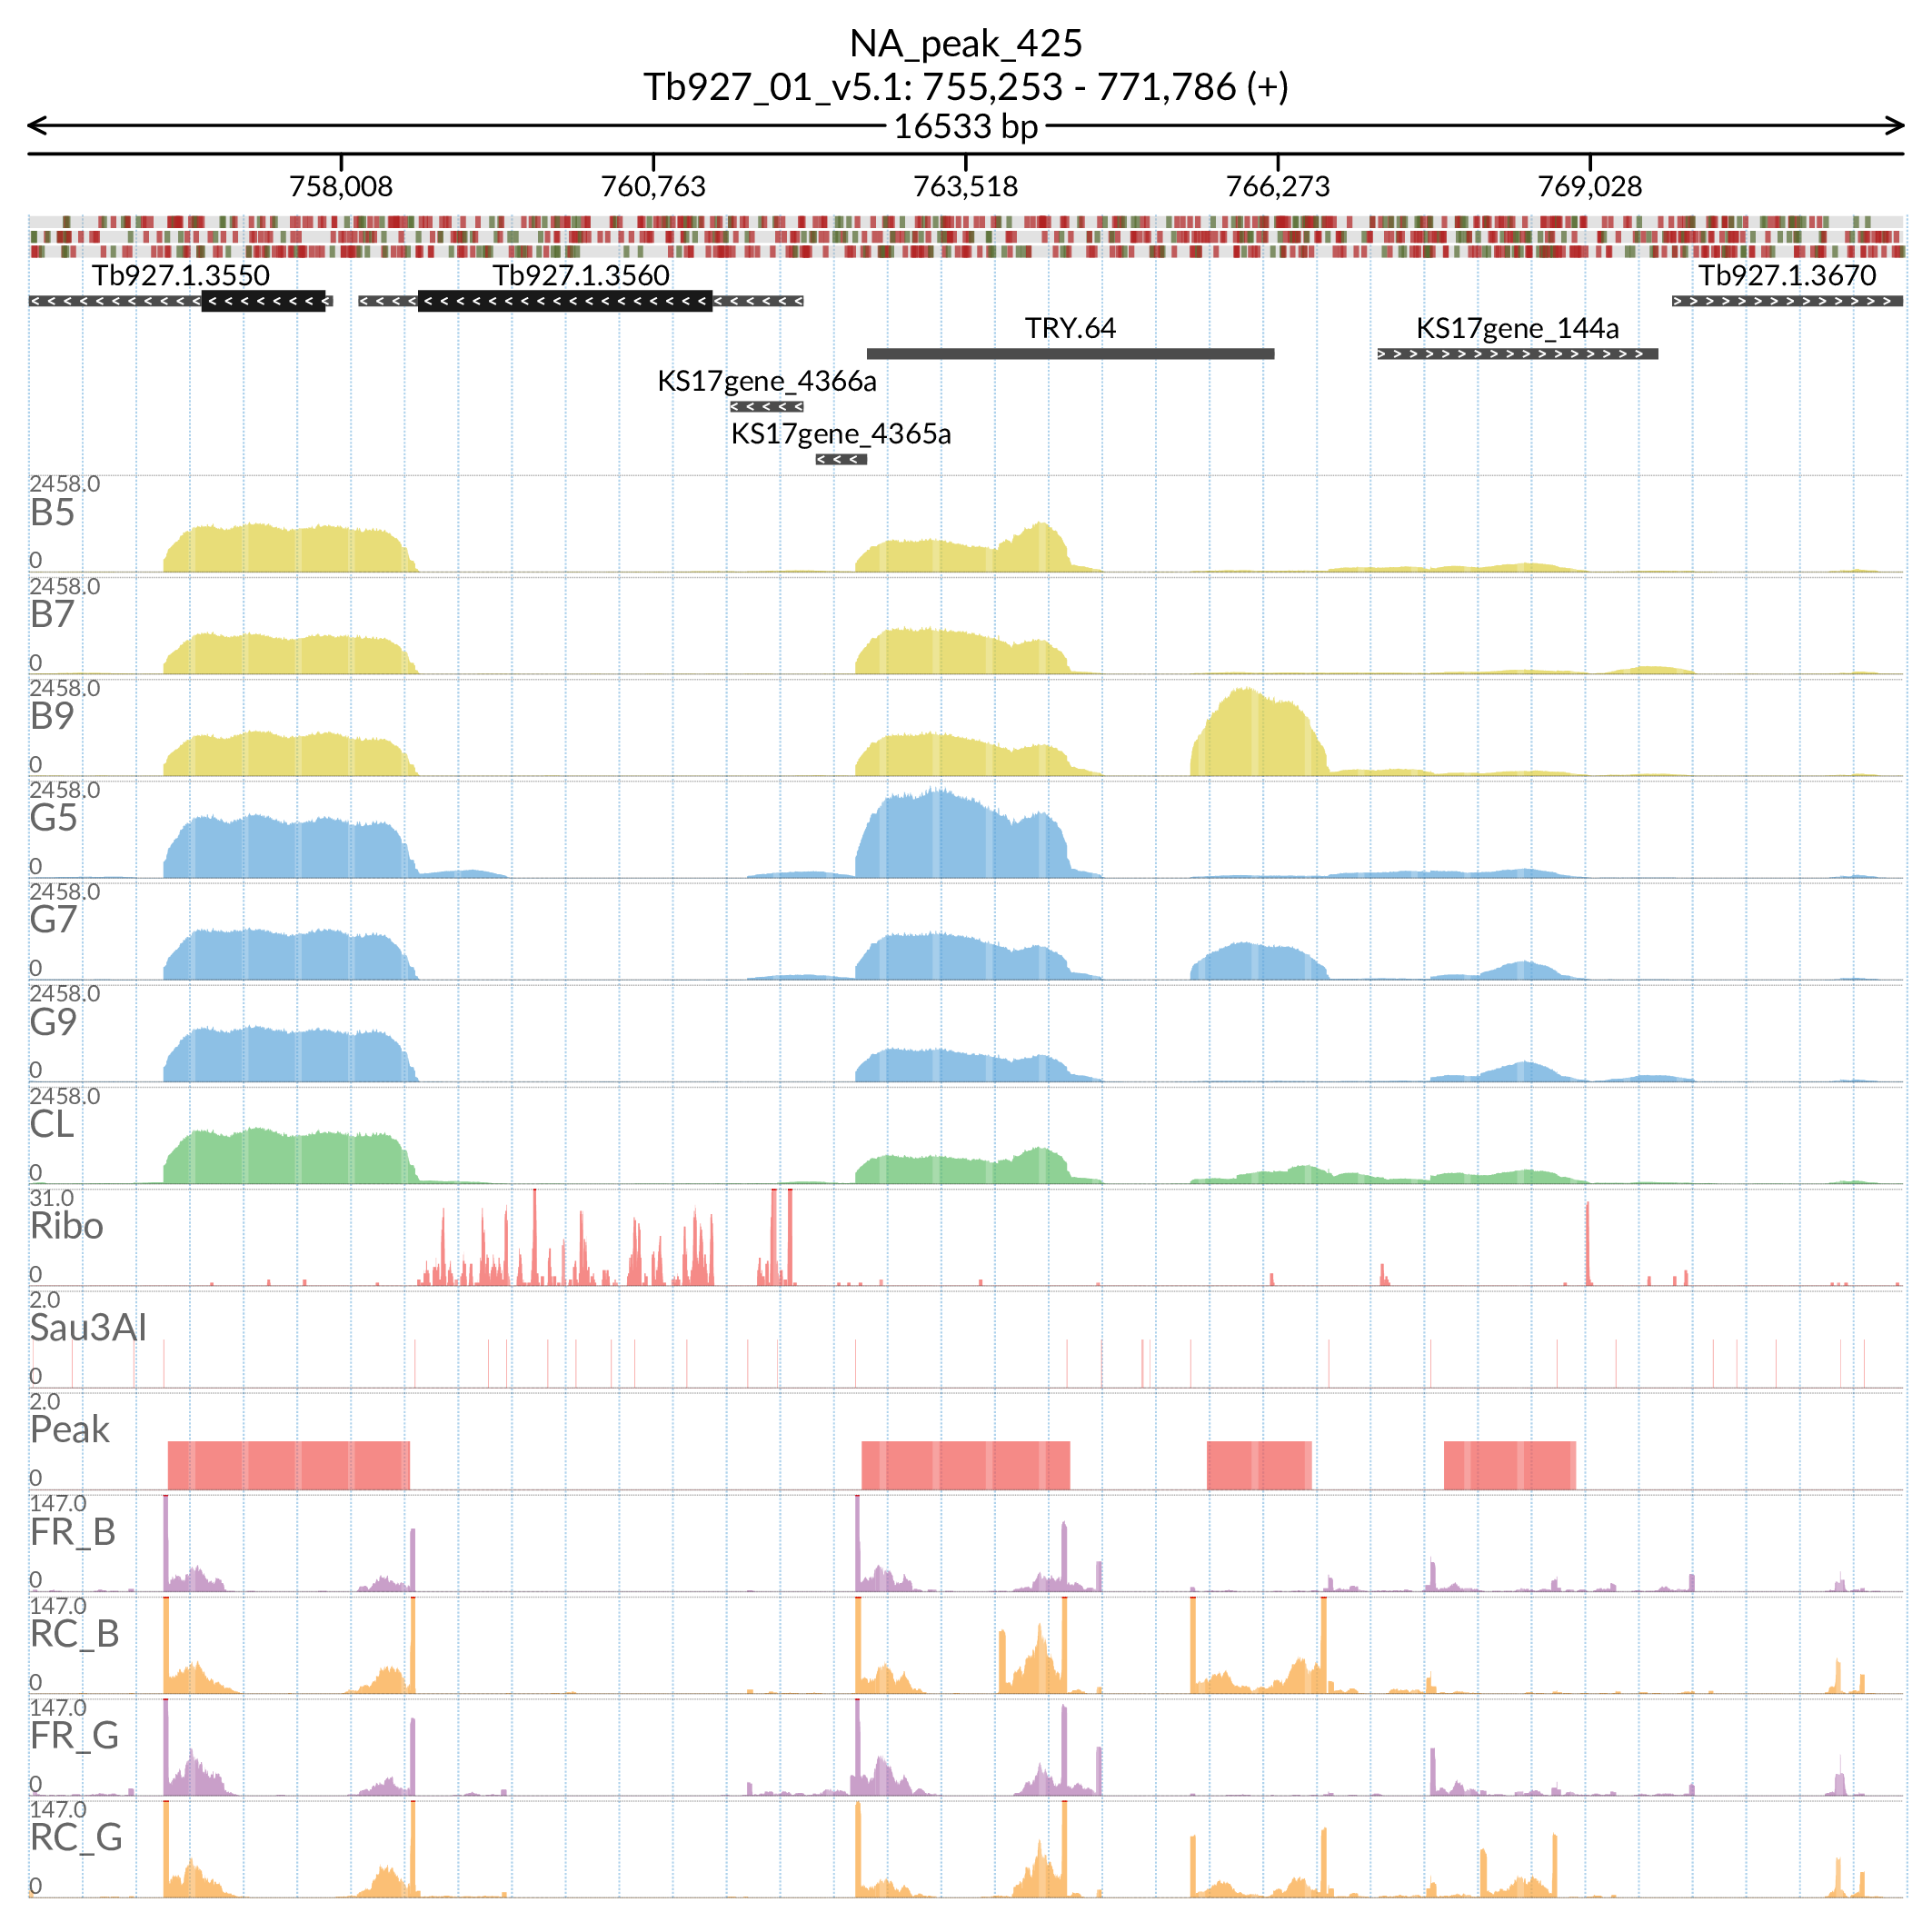 NA_peak_425
Tb927_01_v5.1: 755,253 - 771,786 (+)
16533 bp
758,008 760,763 763,518 766,273 769,028
Tb927.1.3550 Tb927.1.3560 Tb927.1.3670
TRY.64 KS17gene_144a
KS17gene_4366a
KS17gene_4365a
2458.0
B5
0
2458.0
B7
0
2458.0
B9
0
2458.0
G5
0
2458.0
G7
0
2458.0
G9
0
2458.0
CL
0
31.0
Ribo
0
2.0
Sau3AI
0
2.0
Peak
0
147.0
FR_B
0
147.0
RC_B
0
147.0
FR_G
0
147.0
RC_G
0